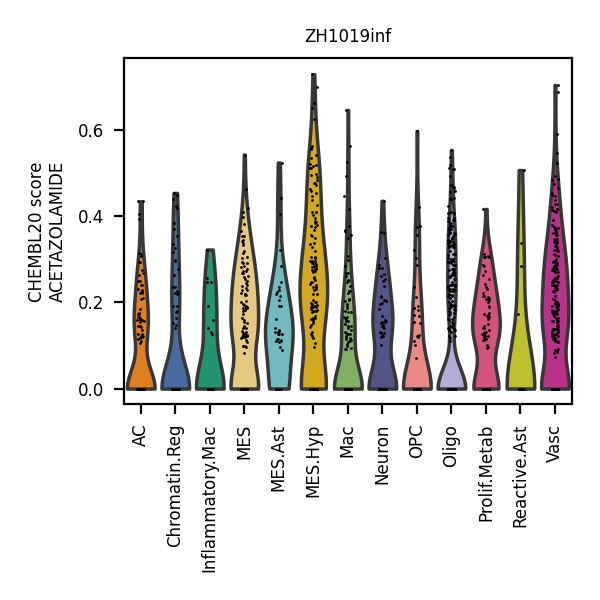 ZH1019inf
CHEMBL20 score
ACETAZOLAMIDE
0.6
0.4
0.2
0.0
AC
Chromatin.Reg
Inflammatory.Mac
MES
MES.Ast
MES.Hyp
Mac
Neuron
OPC
Oligo
Prolif.Metab
Reactive.Ast
Vasc